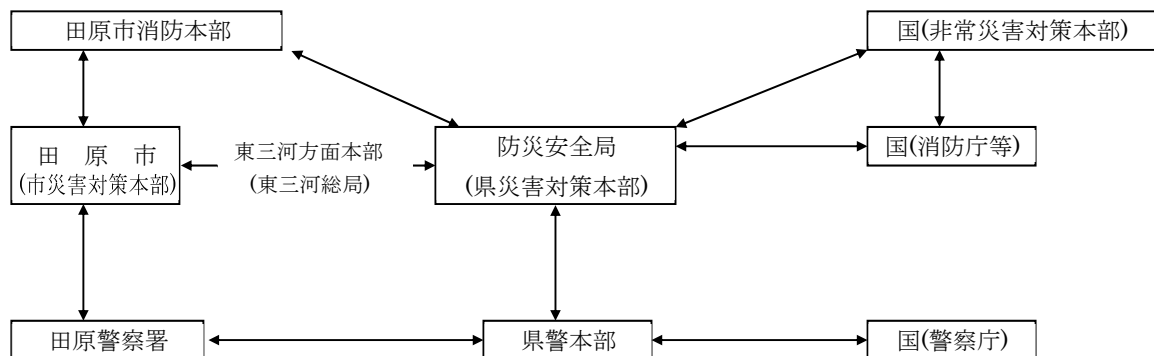 田原市消防本部
国(非常災害対策本部)
田　原　市
(市災害対策本部)
東三河方面本部
(東三河総局)
防災安全局
(県災害対策本部)
国(消防庁等)
田原警察署
県警本部
国(警察庁)